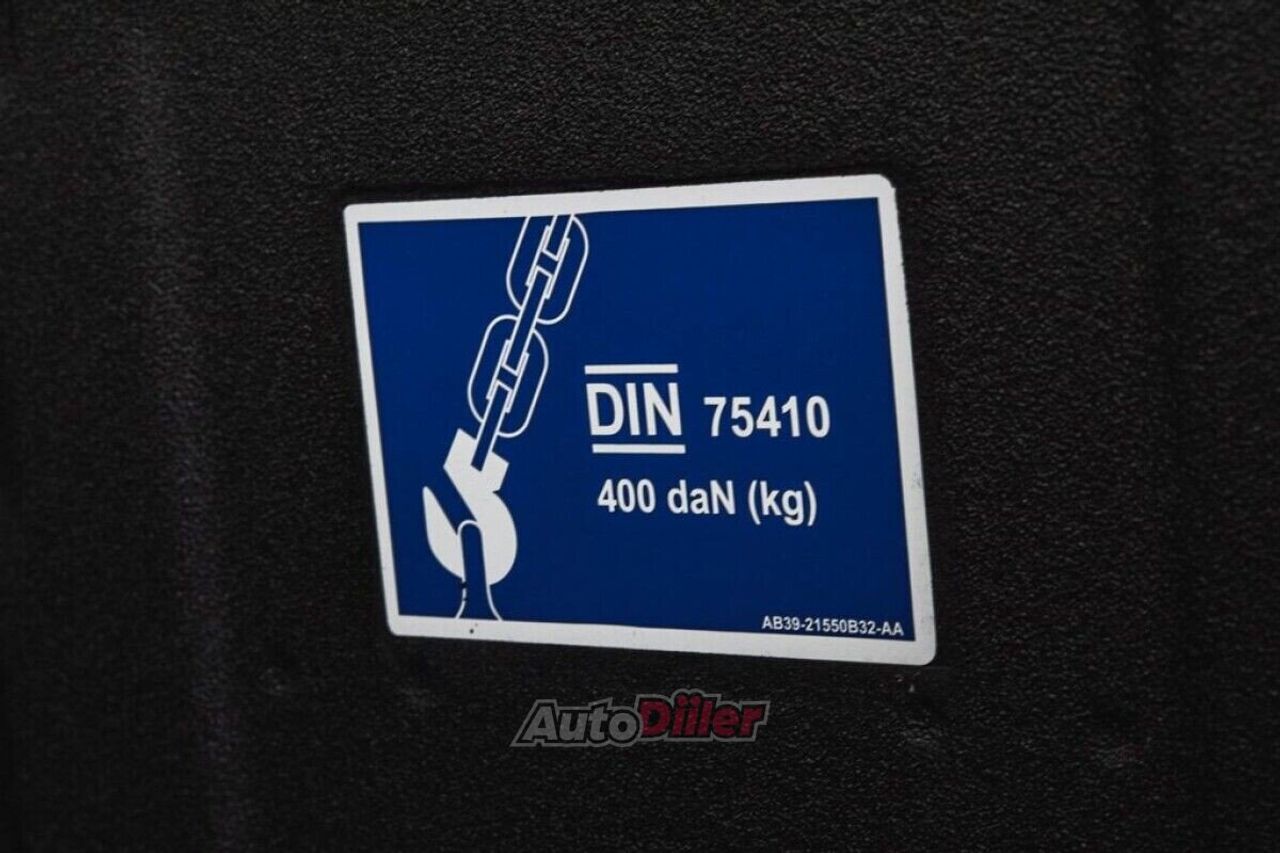 DIN 75410
400 daN (kg)
AB39-21550B32-AA
AutoDiller